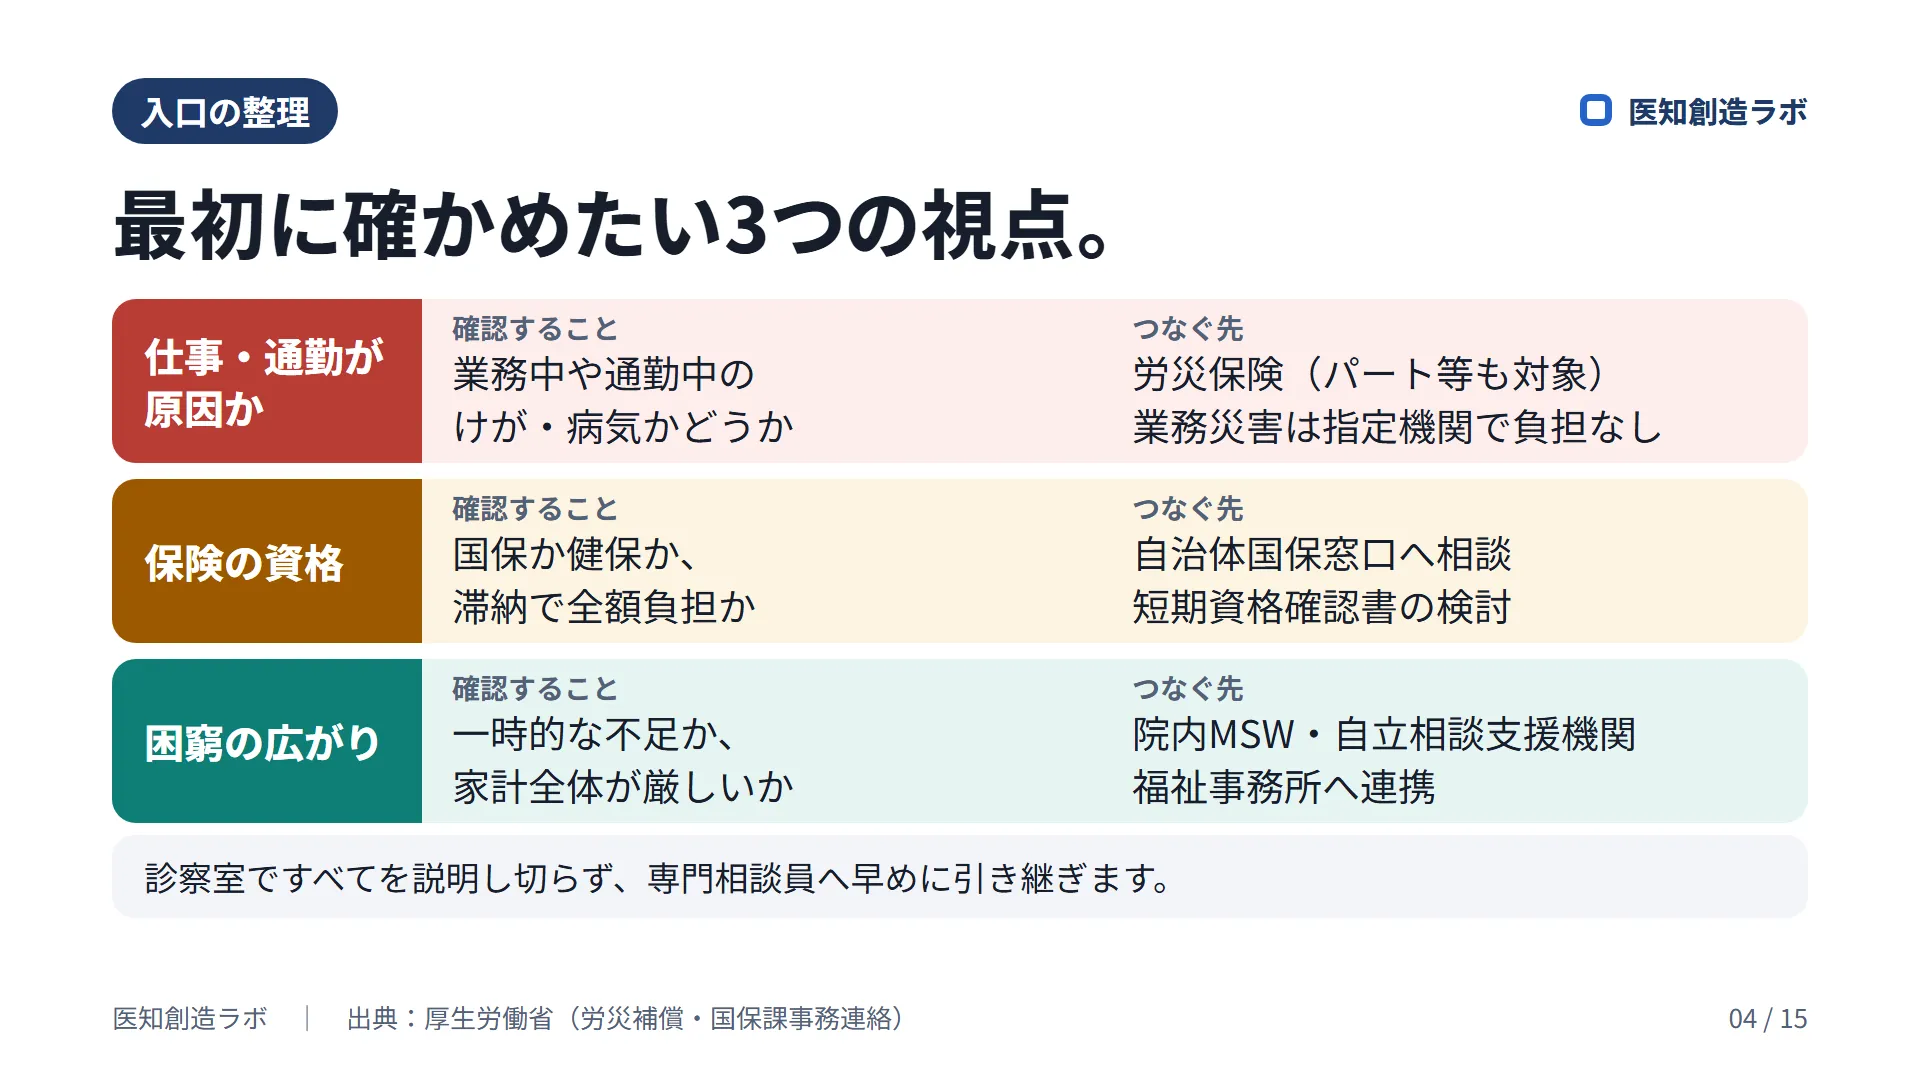 入口の整理
医知創造ラボ
最初に確かめたい3つの視点。
仕事・通勤が
原因か
確認すること
業務中や通勤中の
けが・病気かどうか
つなぐ先
労災保険（パート等も対象）
業務災害は指定機関で負担なし
保険の資格
確認すること
国保か健保か、
滞納で全額負担か
つなぐ先
自治体国保窓口へ相談
短期資格確認書の検討
困窮の広がり
確認すること
一時的な不足か、
家計全体が厳しいか
つなぐ先
院内MSW・自立相談支援機関
福祉事務所へ連携
診察室ですべてを説明し切らず、専門相談員へ早めに引き継ぎます。
医知創造ラボ ｜ 出典：厚生労働省（労災補償・国保課事務連絡）
04 / 15